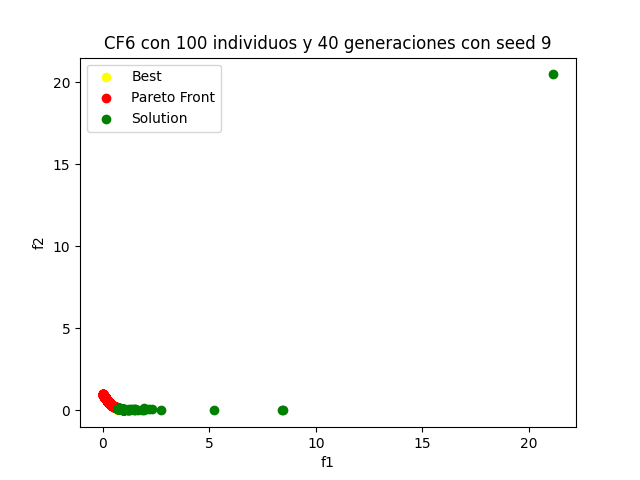 CF6 con 100 individuos y 40 generaciones con seed 9
Best
Pareto Front
Solution
20
15
10
5
0
f2
0
5
10
15
20
f1